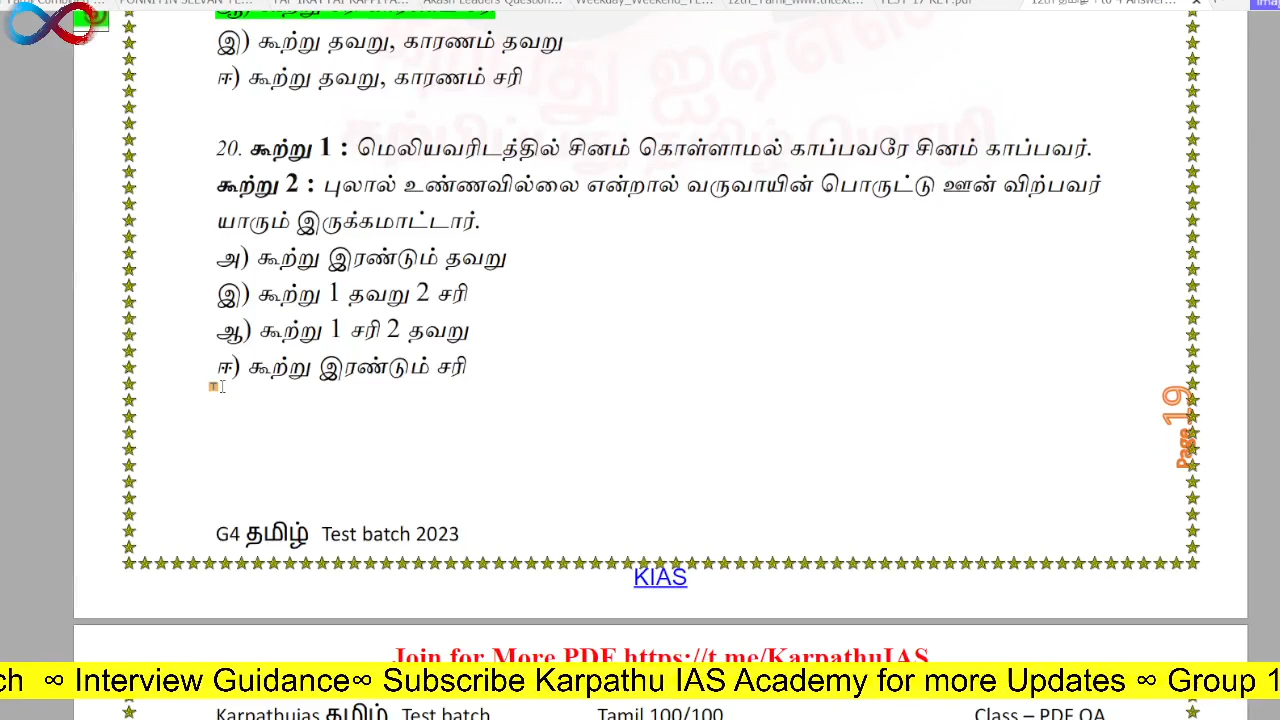 இ) கூற்று தவறு, காரணம் தவறு
ஈ) கூற்று தவறு, காரணம் சரி
20. கூற்று 1 : மெலியவரிடத்தில் சினம் கொள்ளாமல் காப்பவரே சினம் காப்பவர்.
கூற்று 2 : புலால் உண்ணவில்லை என்றால் வருவாயின் பொருட்டு ஊன் விற்பவர்
யாரும் இருக்கமாட்டார்.
அ) கூற்று இரண்டும் தவறு
இ) கூற்று 1 தவறு 2 சரி
ஆ) கூற்று 1 சரி 2 தவறு
ஈ) கூற்று இரண்டும் சரி
Page 19
G4 தமிழ் Test batch 2023
KIAS
Join for More PDF https://t.me/KarpathuIAS
ch ∞ Interview Guidance∞ Subscribe Karpathu IAS Academy for more Updates ∞ Group 1
Karpathuias தமிழ் Test batch Tamil 100/100 Class – PDF QA